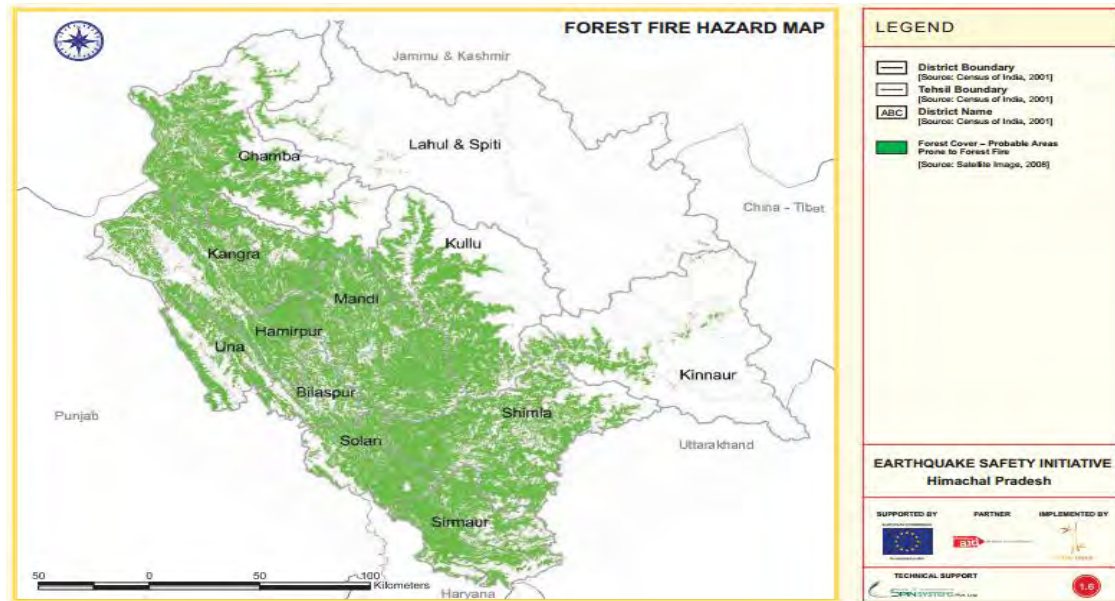 FOREST FIRE HAZARD MAP
Jammu & Kashmir
Lahul & Spiti
Chamba
China - Tibet
Kullu
Kangra
Mandi
Hamirpur
Una
Kinnaur
Bilaspur
Shimla
Punjab
Solan
Uttarakhand
Sirmaur
50 0 50 100
Kilometers
Haryana
LEGEND
District Boundary
[Source: Census of India, 2001]
Tehsil Boundary
[Source: Census of India, 2001]
ABC District Name
[Source: Census of India, 2001]
Forest Cover – Probable Areas
Prone to Forest Fire
[Source: Satellite Image, 2008]
EARTHQUAKE SAFETY INITIATIVE
Himachal Pradesh
SUPPORTED BY PARTNER IMPLEMENTED BY
EUROPEAN COMMISSION
aid
TECHNICAL SUPPORT
SPINSYSTEMS
1.6